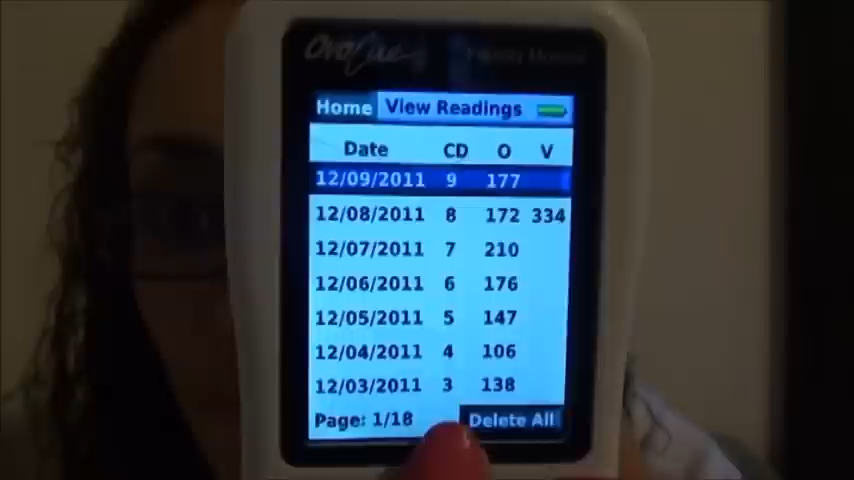 OvaCue
Home View Readings
Date CD O V
12/09/2011 9 177
12/08/2011 8 172 334
12/07/2011 7 210
12/06/2011 6 176
12/05/2011 5 147
12/04/2011 4 106
12/03/2011 3 138
Page: 1/18 Delete All